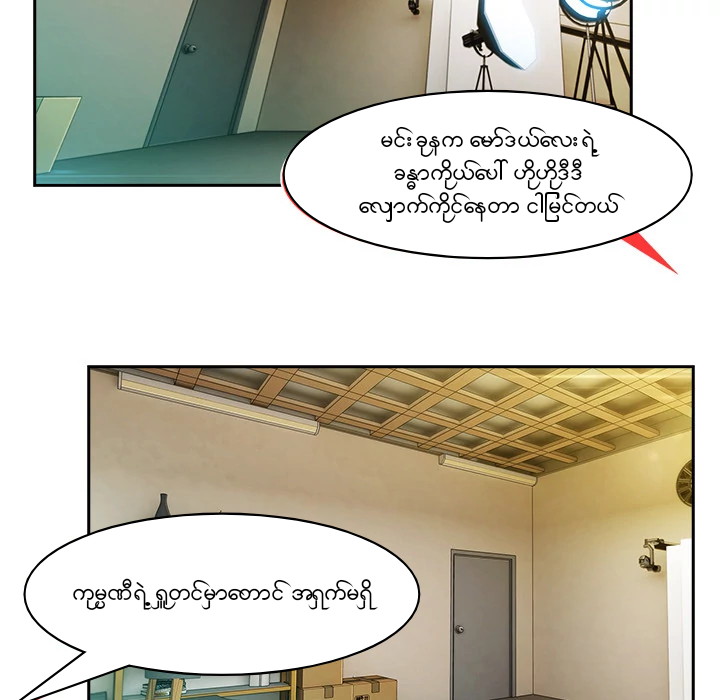 မင်းခုနက မော်ဒယ်လေးရဲ့
ခန္ဓာကိုယ်ပေါ် ဟိုဟိုဒီဒီ
လျှောက်ကိုင်နေတာ ငါမြင်တယ်
ကုမ္ပဏီရဲ့ ရှူတင်မှာတောင် အရှက်မရှိ